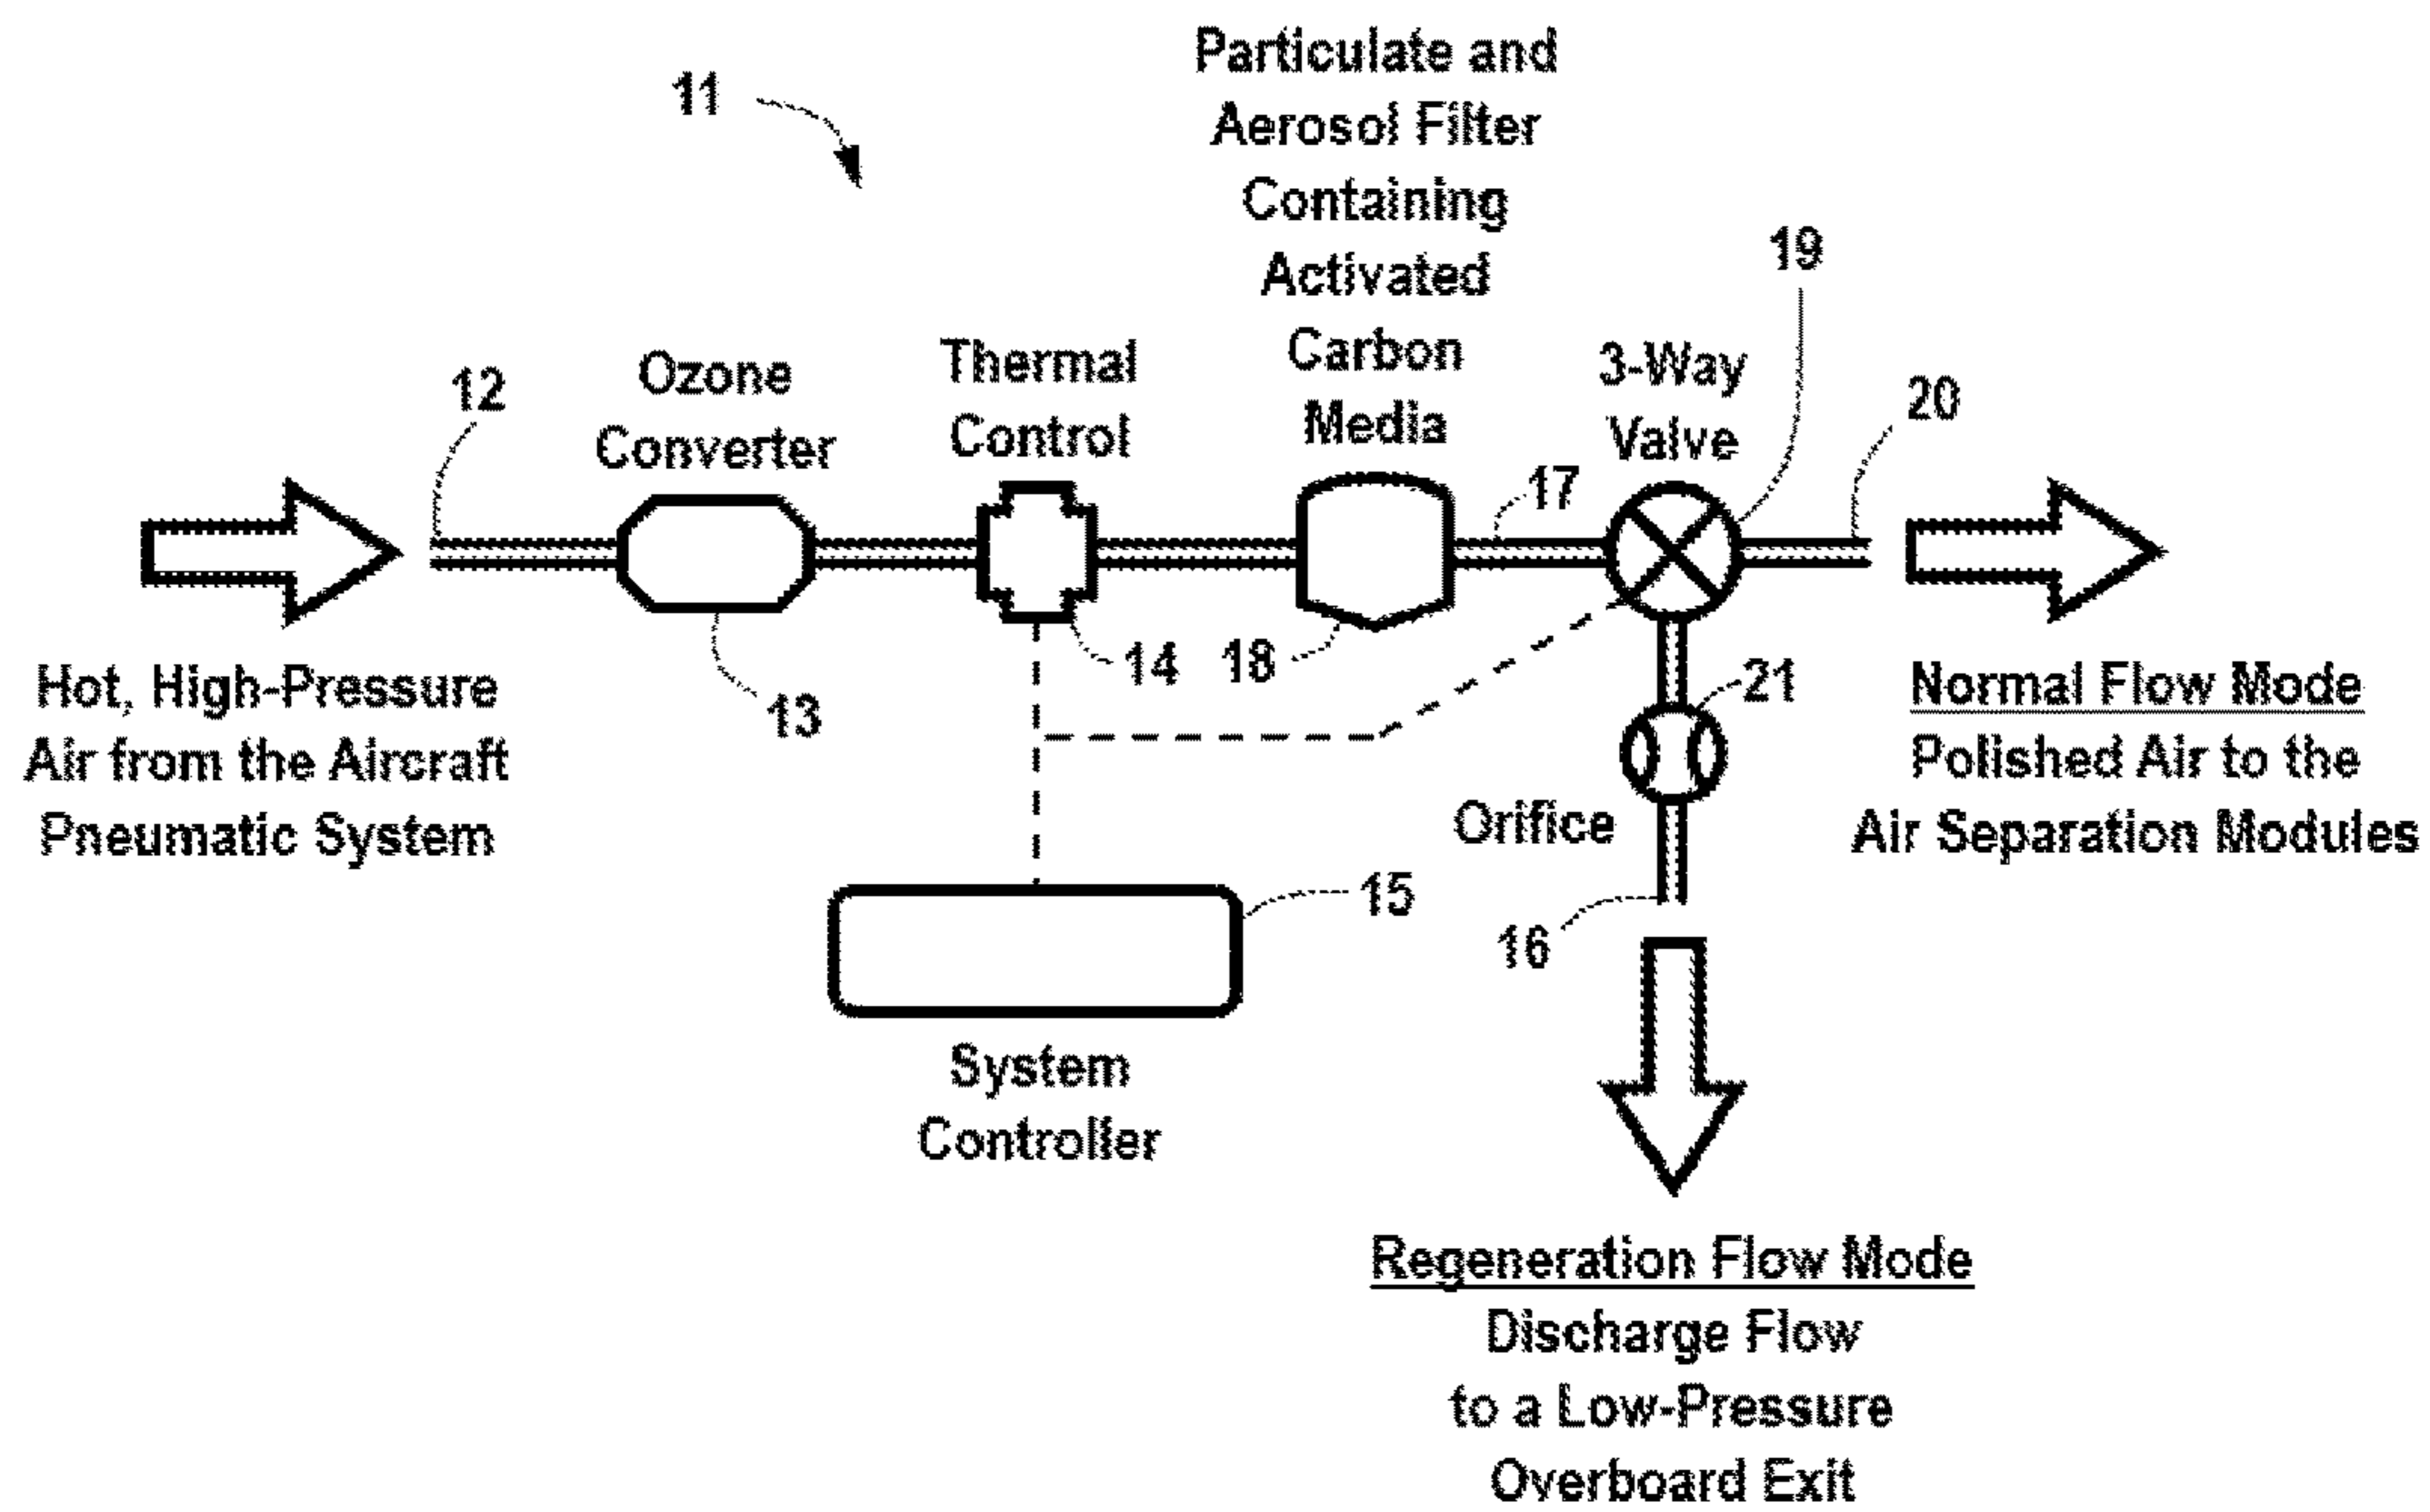 11
Particulate and
Aerosol Filter
Containing
Activated
Carbon
Media
19
12
Ozone
Converter
Thermal
Control
3-Way
Valve
20
17
13
14
18
21
Hot, High-Pressure
Air from the Aircraft
Pneumatic System
Normal Flow Mode
Polished Air to the
Air Separation Modules
Orifice
15
16
System
Controller
Regeneration Flow Mode
Discharge Flow
to a Low-Pressure
Overboard Exit